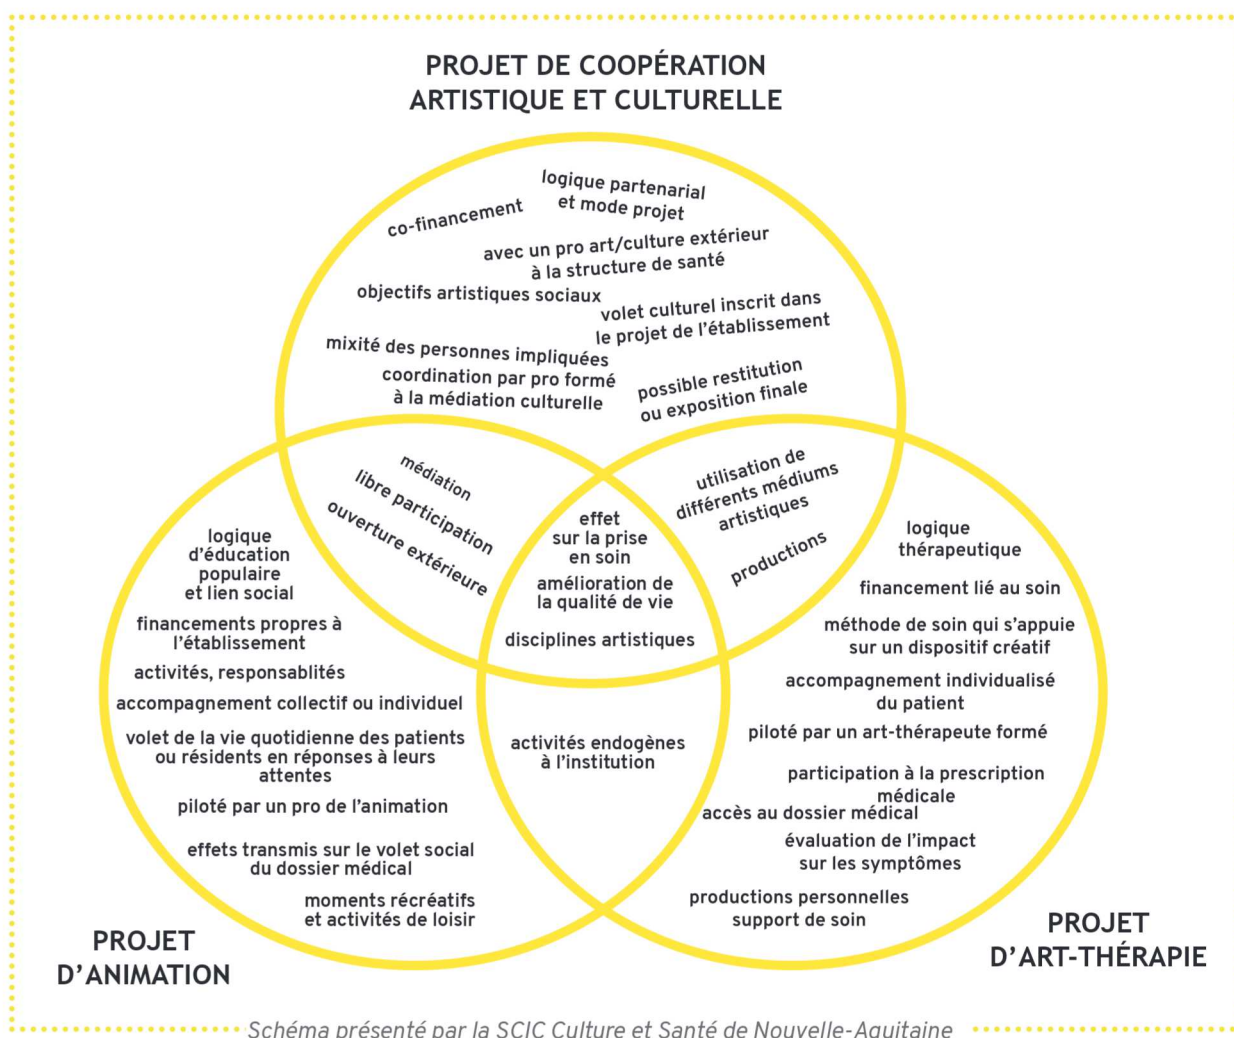 PROJET DE COOPÉRATION
ARTISTIQUE ET CULTURELLE
logique partenarial
et mode projet
co-financement
avec un pro art/culture extérieur
à la structure de santé
objectifs artistiques sociaux
volet culturel inscrit dans
le projet de l'établissement
mixité des personnes impliquées
coordination par pro formé
à la médiation culturelle
possible restitution
ou exposition finale
médiation
libre participation
ouverture extérieure
utilisation de
différents médiums
artistiques
productions
effet
sur la prise
en soin
amélioration de
la qualité de vie
disciplines artistiques
logique
d'éducation
populaire
et lien social
financements propres à
l'établissement
activités, responsablités
accompagnement collectif ou individuel
volet de la vie quotidienne des patients
ou résidents en réponses à leurs
attentes
piloté par un pro de l'animation
effets transmis sur le volet social
du dossier médical
moments récréatifs
et activités de loisir
activités endogènes
à l'institution
logique
thérapeutique
financement lié au soin
méthode de soin qui s'appuie
sur un dispositif créatif
accompagnement individualisé
du patient
piloté par un art-thérapeute formé
participation à la prescription
médicale
accès au dossier médical
évaluation de l'impact
sur les symptômes
productions personnelles
support de soin
PROJET
D'ANIMATION
PROJET
D'ART-THÉRAPIE
Schéma présenté par la SCIC Culture et Santé de Nouvelle-Aquitaine